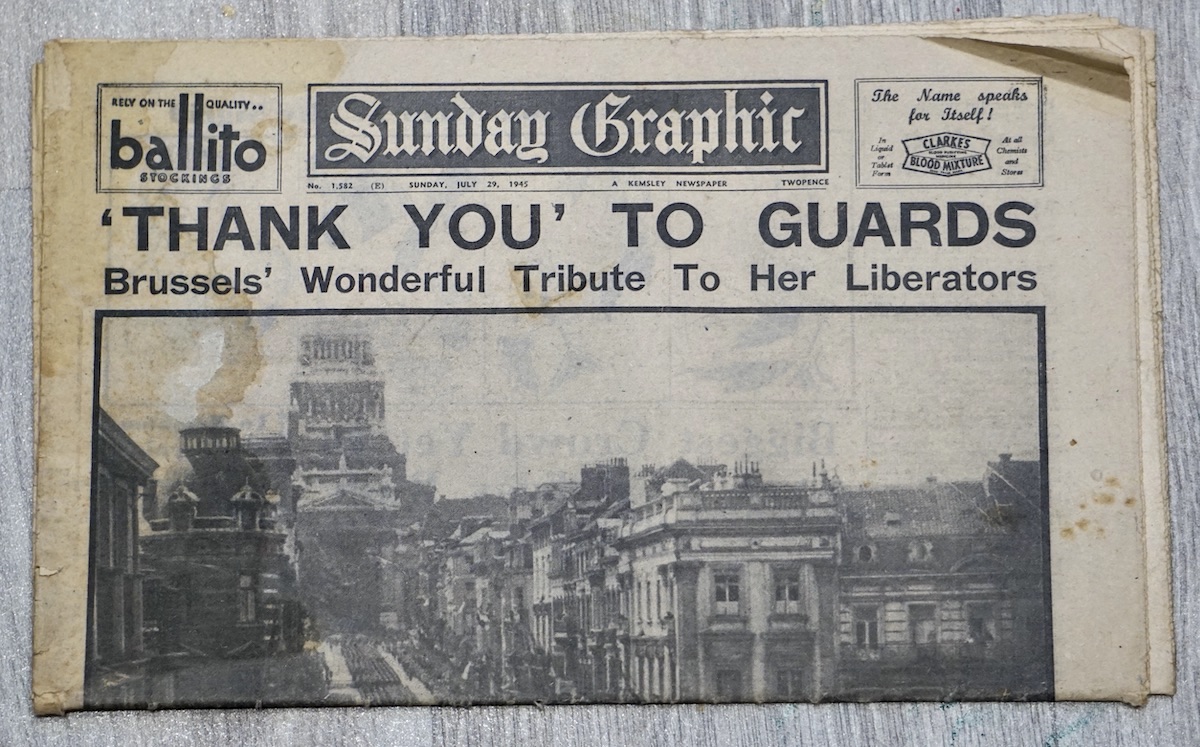 RELY ON THE QUALITY..
ballito
STOCKINGS
Sunday Graphic
The Name speaks
for Itself!
In
Liquid
or
Tablet
Form
CLARKES
BLOOD MIXTURE
At all
Chemists
and
Stores
No. 1,582 (E) SUNDAY, JULY 29, 1945 A KEMSLEY NEWSPAPER TWOPENCE
‘THANK YOU’ TO GUARDS
Brussels’ Wonderful Tribute To Her Liberators